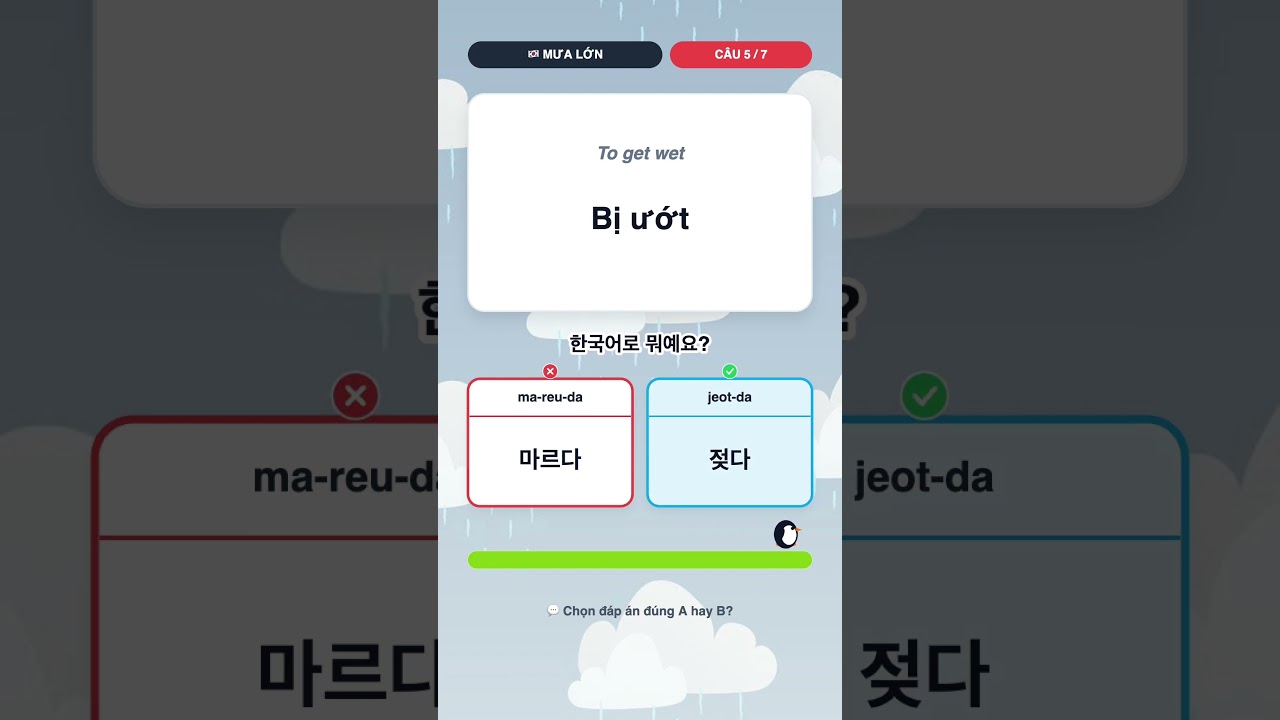 🇰🇷 MƯA LỚN
CÂU 5 / 7
To get wet
Bị ướt
한국어로 뭐예요?
ma-reu-da
jeot-da
마르다
젖다
💬 Chọn đáp án đúng A hay B?